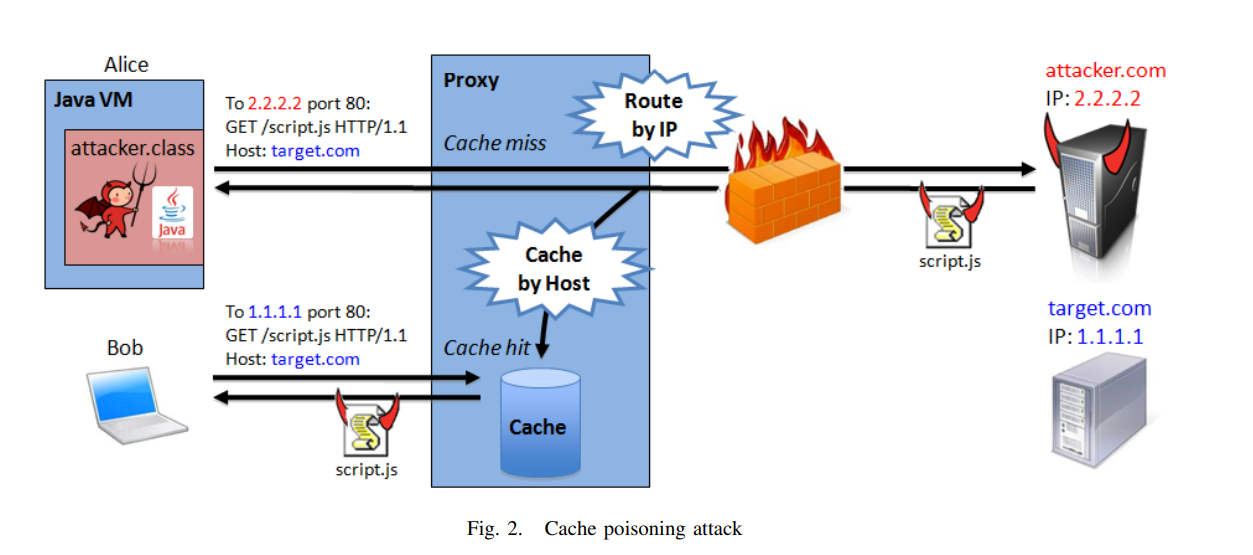 Alice
Java VM
attacker.class
Java
To 2.2.2.2 port 80:
GET /script.js HTTP/1.1
Host: target.com
Proxy
Cache miss
Route
by IP
attacker.com
IP: 2.2.2.2
script.js
Cache
by Host
Bob
To 1.1.1.1 port 80:
GET /script.js HTTP/1.1
Host: target.com
Cache hit
Cache
script.js
target.com
IP: 1.1.1.1
Fig. 2. Cache poisoning attack